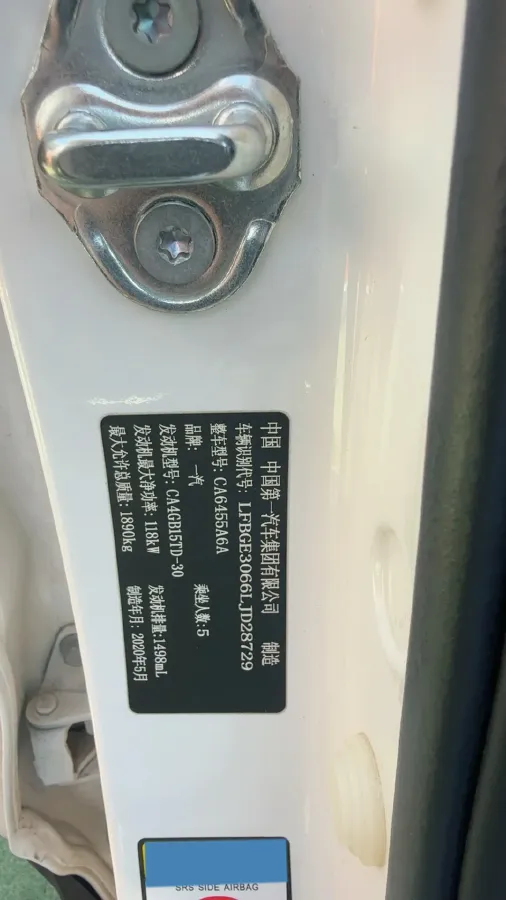 中国 中国第一汽车集团有限公司 制造
车辆识别代号: LFBGE3066LJD28729
整车型号: CA6455A6A
品牌: 一汽 乘坐人数:5
发动机型号: CA4GB15TD-30
发动机最大净功率: 118kW 发动机排量:1498mL
最大允许总质量: 1890kg 制造年月: 2020年5月
SRS SIDE AIRBAG